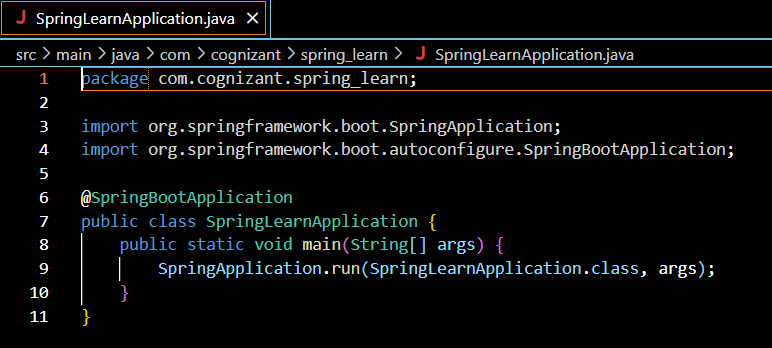 J SpringLearnApplication.java ×
src > main > java > com > cognizant > spring_learn > J SpringLearnApplication.java
1 package com.cognizant.spring_learn;
2
3 import org.springframework.boot.SpringApplication;
4 import org.springframework.boot.autoconfigure.SpringBootApplication;
5
6 @SpringBootApplication
7 public class SpringLearnApplication {
8     public static void main(String[] args) {
9         SpringApplication.run(SpringLearnApplication.class, args);
10     }
11 }